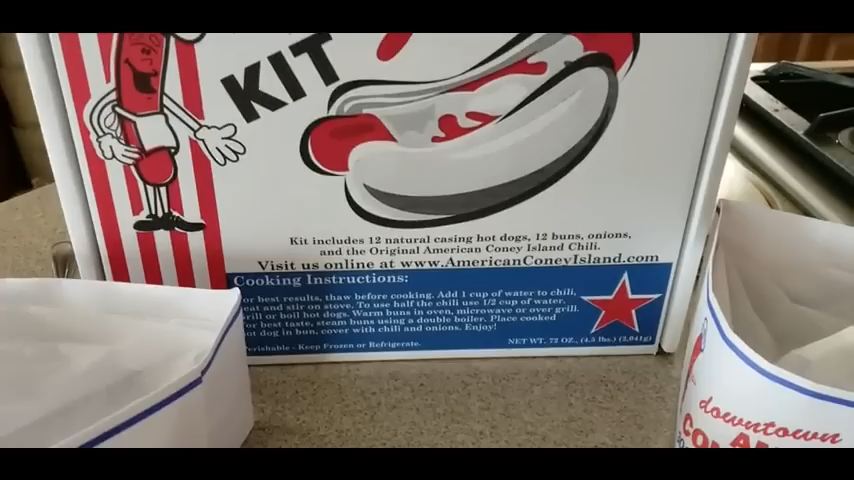 KIT
Kit includes 12 natural casing hot dogs, 12 buns, onions,
and the Original American Coney Island Chili.
Visit us online at www.AmericanConeyIsland.com
Cooking Instructions:
or best results, thaw before cooking. Add 1 cup of water to chili,
eat and stir on stove. To use half the chili use 1/2 cup of water.
rill or boil hot dogs. Warm buns in oven, microwave or over grill.
or best taste, steam buns using a double boiler. Place cooked
ot dog in bun, cover with chili and onions. Enjoy!
erishable - Keep Frozen or Refrigerate.
NET WT. 72 OZ., (4.5 lbs.) (2,041g)
downtown